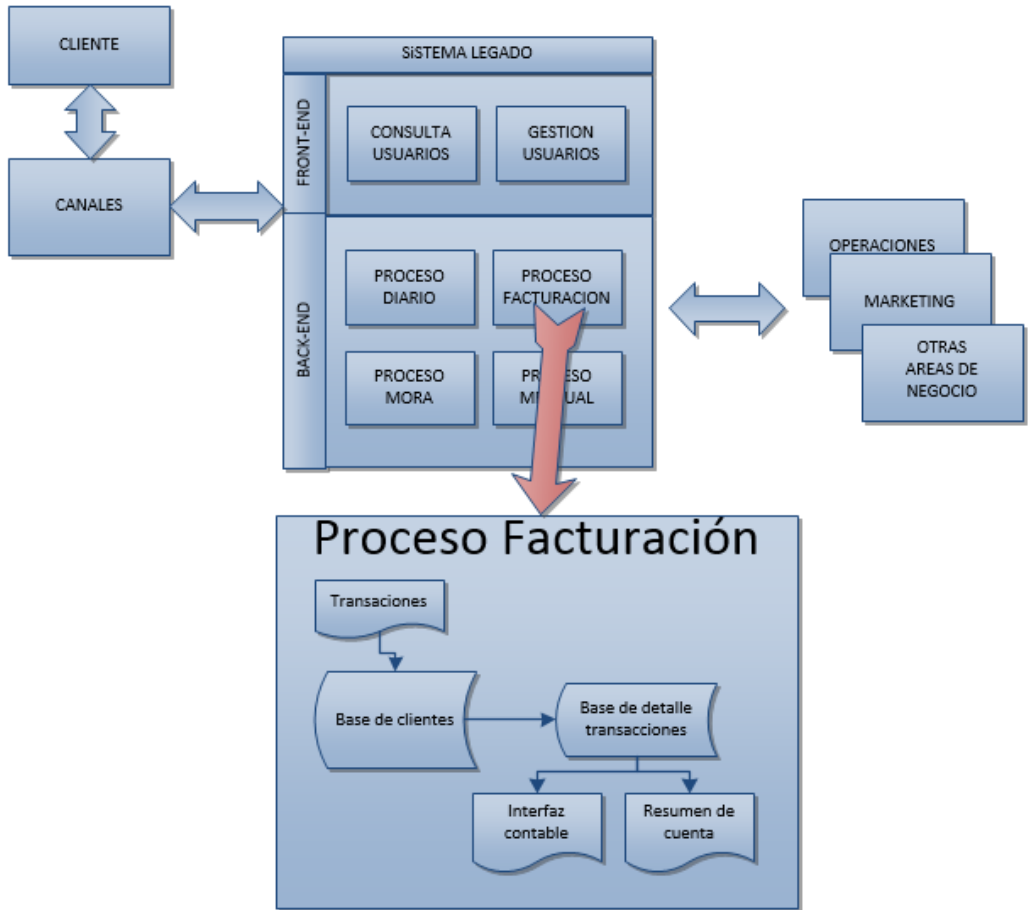 CLIENTE
CANALES
SiSTEMA LEGADO
FRONT-END
CONSULTA
USUARIOS
GESTION
USUARIOS
BACK-END
PROCESO
DIARIO
PROCESO
FACTURACION
PROCESO
MORA
OPERACIONES
MARKETING
OTRAS
AREAS DE
NEGOCIO
Proceso Facturación
Transaciones
Base de clientes
Base de detalle
transacciones
Interfaz
contable
Resumen de
cuenta